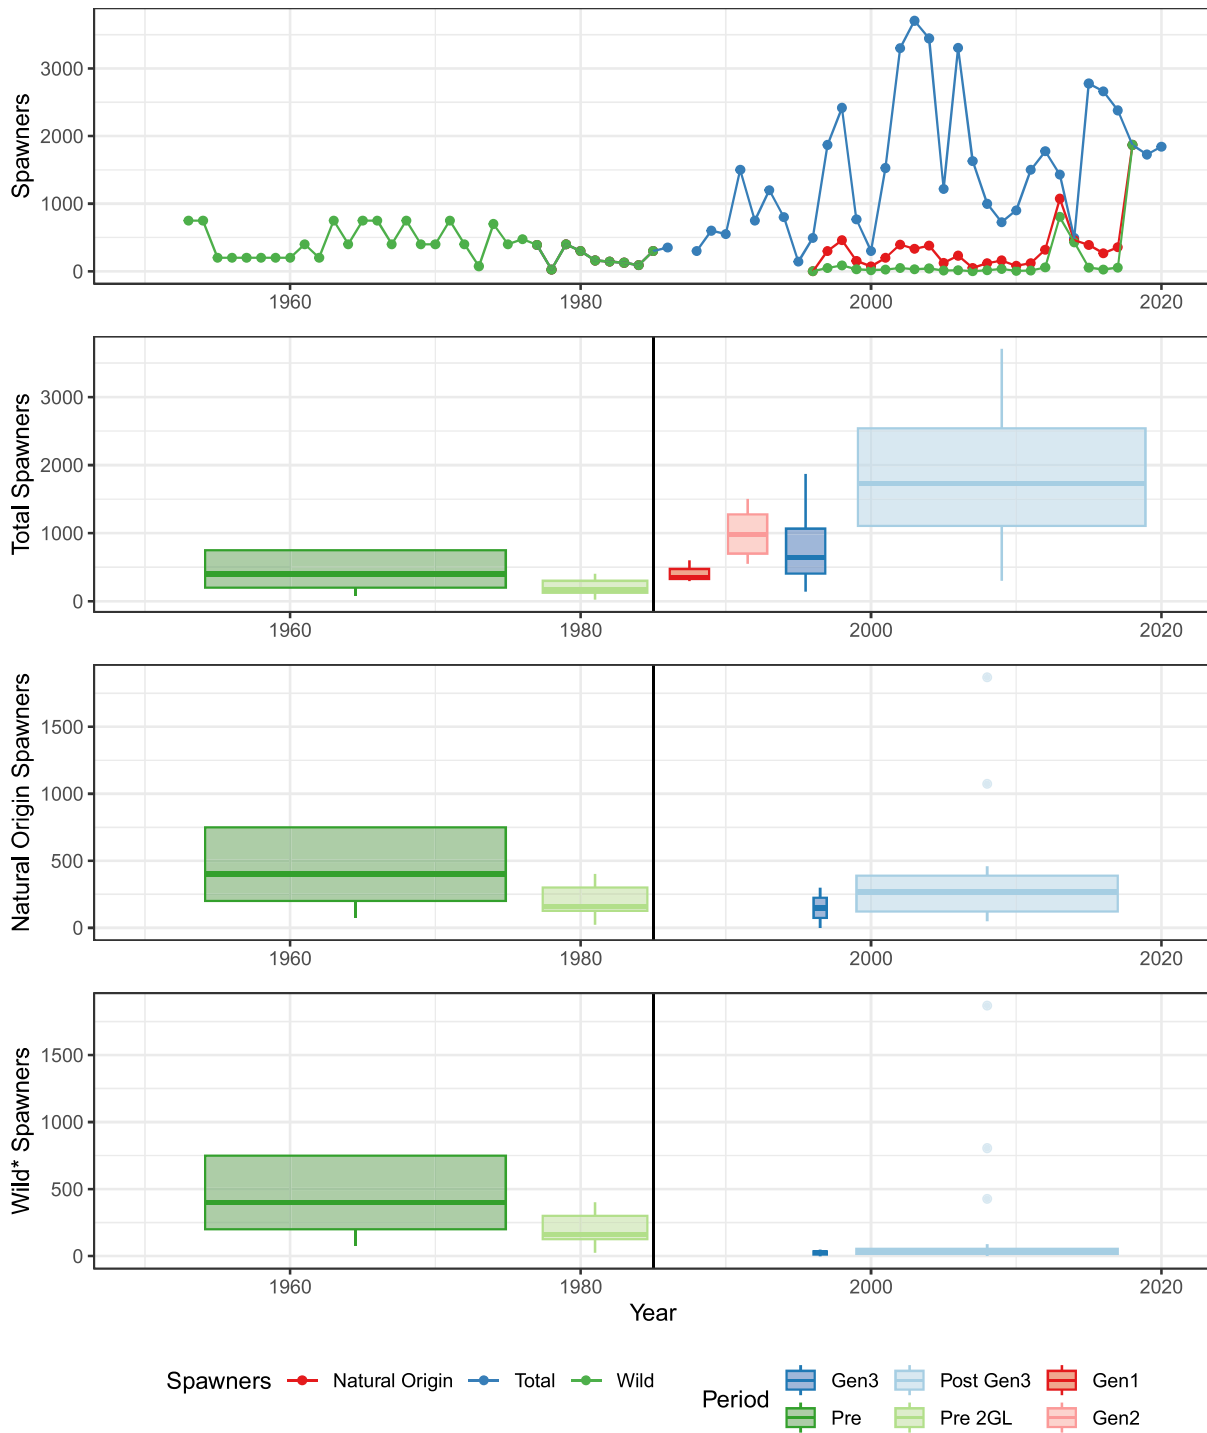 Spawners
3000
2000
1000
0
1960 1980 2000 2020
Total Spawners
3000
2000
1000
0
1960 1980 2000 2020
Natural Origin Spawners
1500
1000
500
0
1960 1980 2000 2020
Wild* Spawners
1500
1000
500
0
1960 1980 2000 2020
Year
Spawners Natural Origin Total Wild
Period Gen3 Post Gen3 Gen1
Pre Pre 2GL Gen2